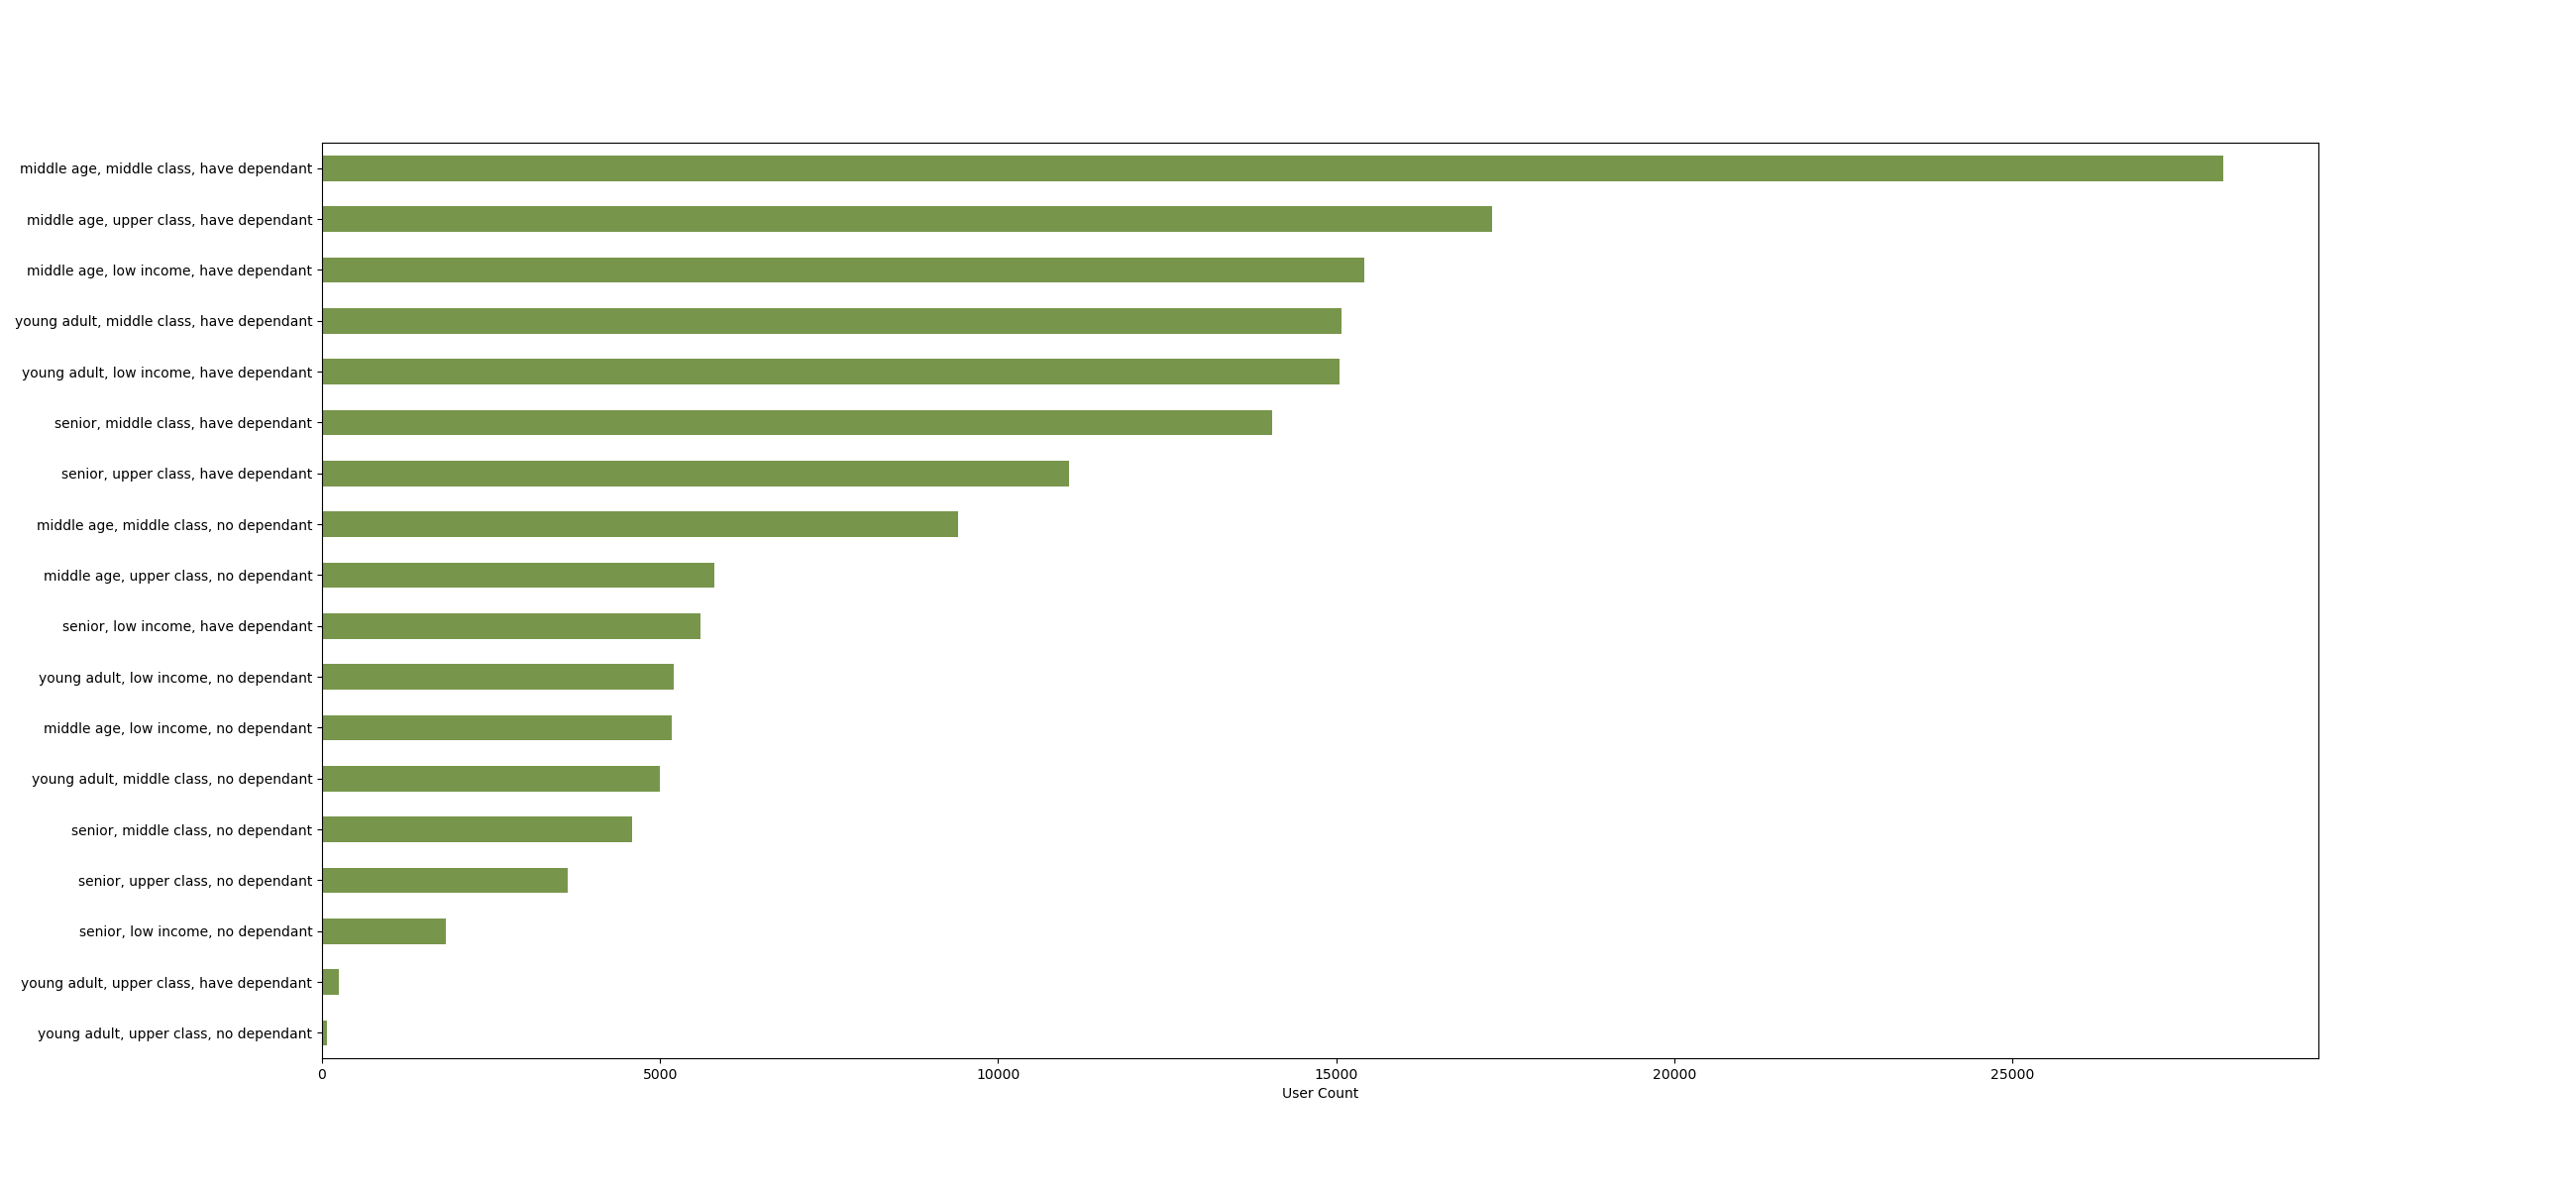 middle age, middle class, have dependant
middle age, upper class, have dependant
middle age, low income, have dependant
young adult, middle class, have dependant
young adult, low income, have dependant
senior, middle class, have dependant
senior, upper class, have dependant
middle age, middle class, no dependant
middle age, upper class, no dependant
senior, low income, have dependant
young adult, low income, no dependant
middle age, low income, no dependant
young adult, middle class, no dependant
senior, middle class, no dependant
senior, upper class, no dependant
senior, low income, no dependant
young adult, upper class, have dependant
young adult, upper class, no dependant
0 5000 10000 15000 20000 25000
User Count